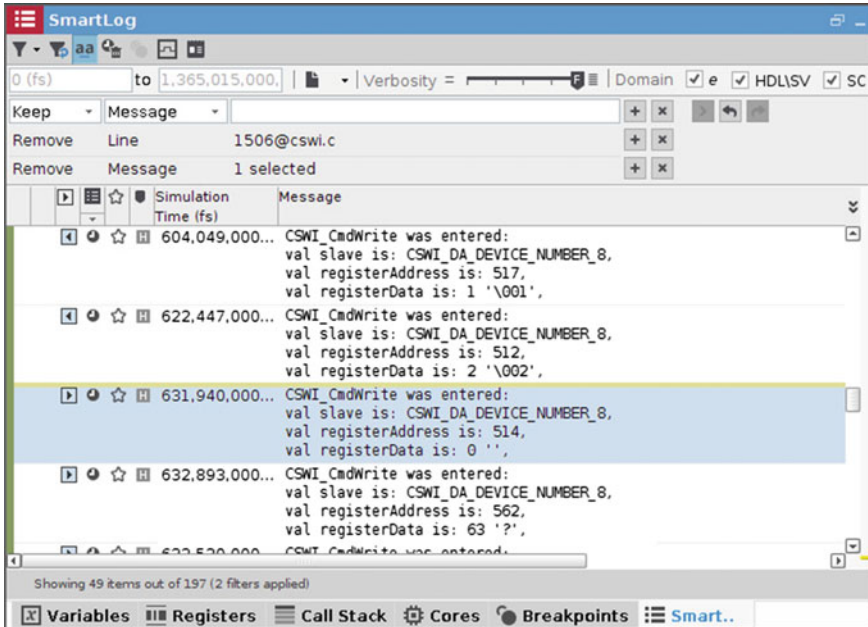 SmartLog
aa
0 (fs) to 1,365,015,000, Verbosity = F Domain e HDL\SV SC
Keep Message
Remove Line 1506@cswi.c
Remove Message 1 selected
Simulation Time (fs) Message
H 604,049,000... CSWI_CmdWrite was entered:
val slave is: CSWI_DA_DEVICE_NUMBER_8,
val registerAddress is: 517,
val registerData is: 1 '\001',
H 622,447,000... CSWI_CmdWrite was entered:
val slave is: CSWI_DA_DEVICE_NUMBER_8,
val registerAddress is: 512,
val registerData is: 2 '\002',
H 631,940,000... CSWI_CmdWrite was entered:
val slave is: CSWI_DA_DEVICE_NUMBER_8,
val registerAddress is: 514,
val registerData is: 0 '',
H 632,893,000... CSWI_CmdWrite was entered:
val slave is: CSWI_DA_DEVICE_NUMBER_8,
val registerAddress is: 562,
val registerData is: 63 '?',
CSWI_CmdWrite was entered:
Showing 49 items out of 197 (2 filters applied)
Variables Registers Call Stack Cores Breakpoints Smart..